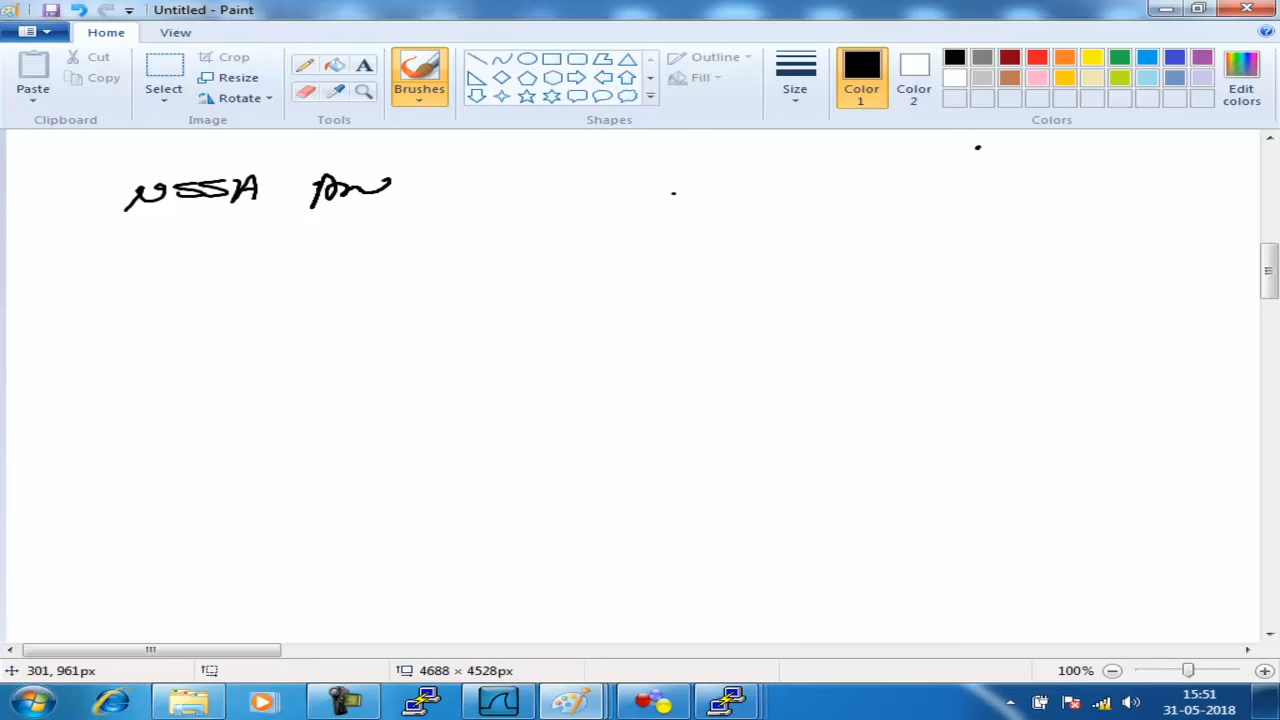 Untitled - Paint
Home View
Cut
Copy
Paste
Clipboard
Crop
Resize
Rotate
Select
Image
Tools
Brushes
Shapes
Outline
Fill
Size
Color 1
Color 2
Edit colors
Colors
NSSA
301, 961px
4688 × 4528px
100%
15:51
31-05-2018